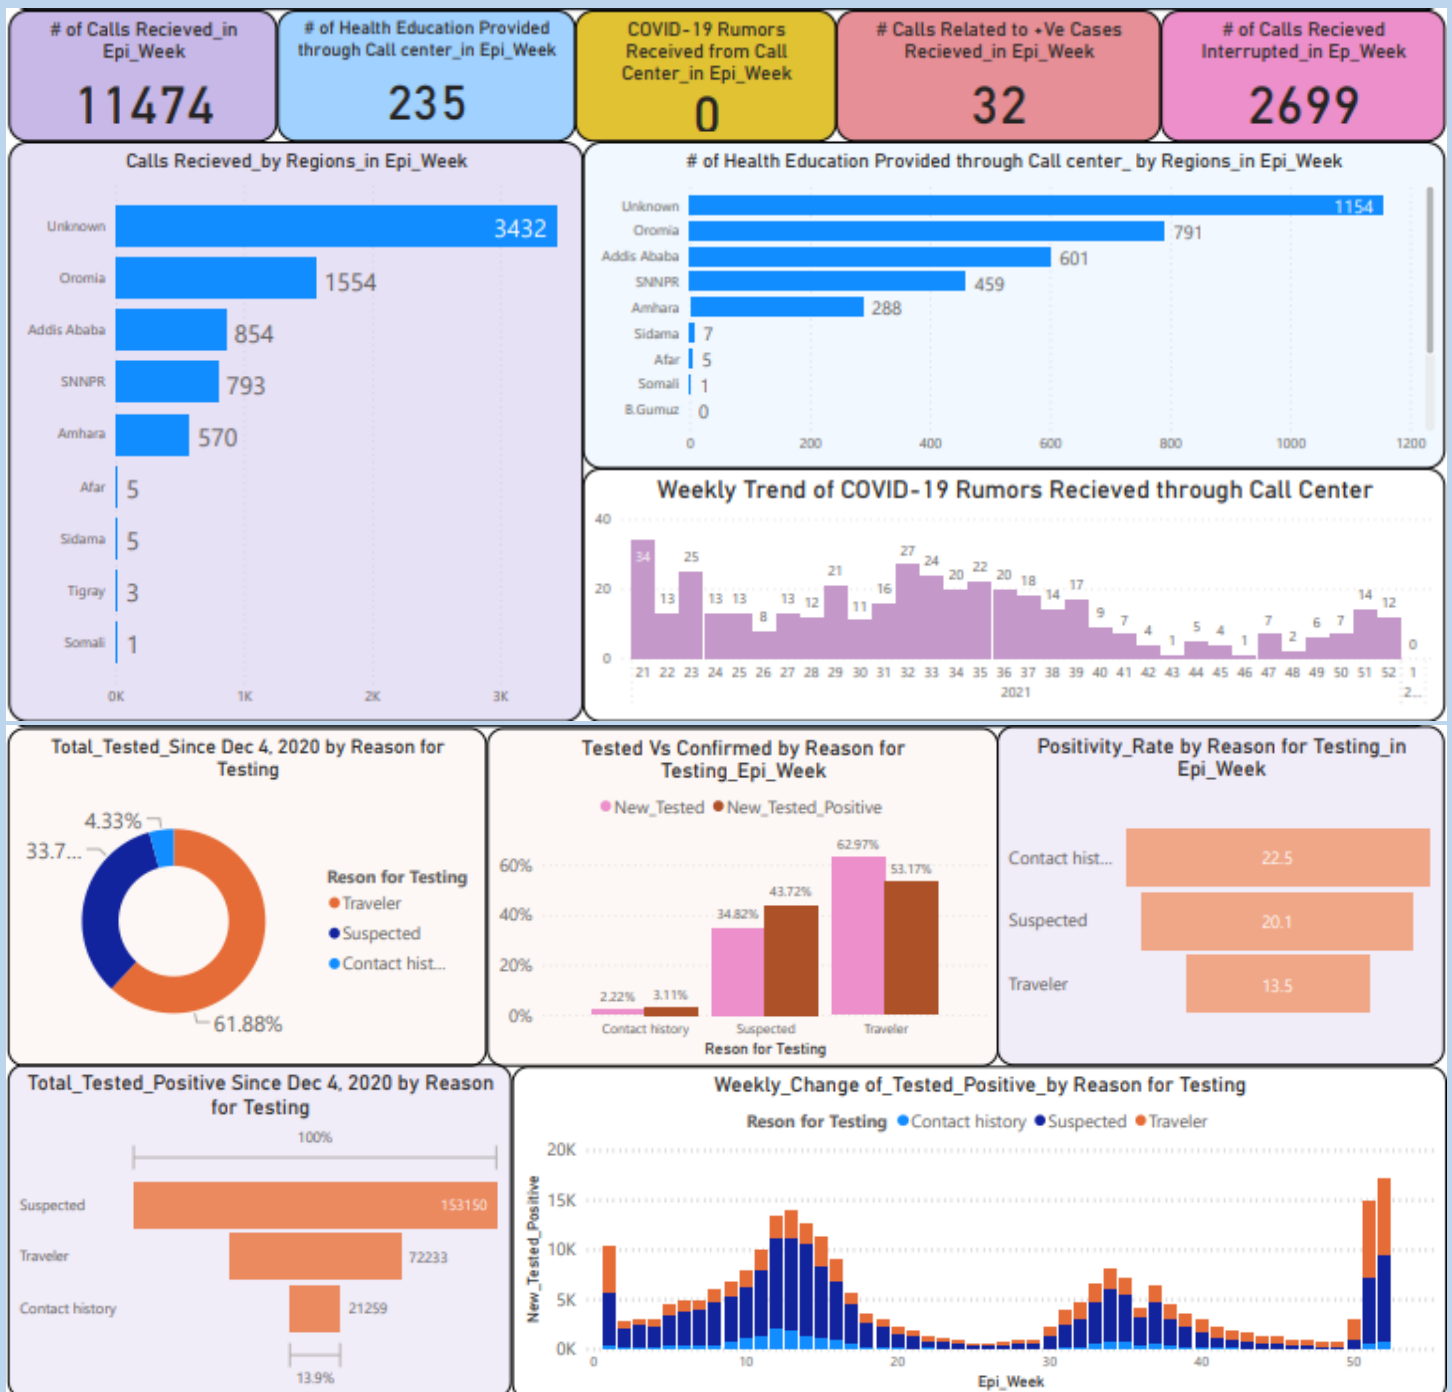 # of Calls Recieved_in
Epi_Week
11474
# of Health Education Provided
through Call center_in Epi_Week
235
COVID-19 Rumors
Received from Call
Center_in Epi_Week
0
# Calls Related to +Ve Cases
Recieved_in Epi_Week
32
# of Calls Recieved
Interrupted_in Ep_Week
2699
Calls Recieved_by Regions_in Epi_Week
Unknown 3432
Oromia 1554
Addis Ababa 854
SNNPR 793
Amhara 570
Afar 5
Sidama 5
Tigray 3
Somali 1
0K 1K 2K 3K
# of Health Education Provided through Call center_ by Regions_in Epi_Week
Unknown 1154
Oromia 791
Addis Ababa 601
SNNPR 459
Amhara 288
Sidama 7
Afar 5
Somali 1
B.Gumuz 0
0 200 400 600 800 1000 1200
Weekly Trend of COVID-19 Rumors Recieved through Call Center
40
20
0
34 13 25 13 13 8 13 12 21 11 16 27 24 20 22 20 18 14 17 9 7 4 1 5 4 1 7 2 6 7 14 12 0
21 22 23 24 25 26 27 28 29 30 31 32 33 34 35 36 37 38 39 40 41 42 43 44 45 46 47 48 49 50 51 52 1
2021 2...
Total_Tested_Since Dec 4, 2020 by Reason for
Testing
4.33%
33.7...
61.88%
Reson for Testing
Traveler
Suspected
Contact hist...
Tested Vs Confirmed by Reason for
Testing_Epi_Week
New_Tested New_Tested_Positive
60%
40%
20%
0%
2.22% 3.11%
34.82% 43.72%
62.97% 53.17%
Contact history Suspected Traveler
Reson for Testing
Positivity_Rate by Reason for Testing_in
Epi_Week
Contact hist... 22.5
Suspected 20.1
Traveler 13.5
Total_Tested_Positive Since Dec 4, 2020 by Reason
for Testing
100%
Suspected 153150
Traveler 72233
Contact history 21259
13.9%
Weekly_Change of_Tested_Positive_by Reason for Testing
Reson for Testing Contact history Suspected Traveler
New_Tested_Positive
20K
15K
10K
5K
0K
0 10 20 30 40 50
Epi_Week